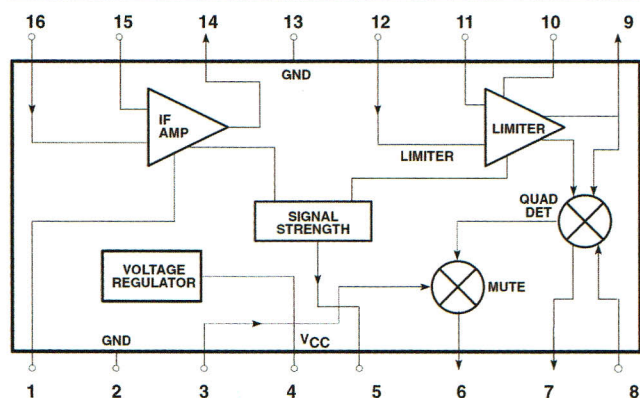 16 15 14 13 12 11 10 9
GND
IF
AMP
LIMITER
LIMITER
QUAD
DET
SIGNAL
STRENGTH
VOLTAGE
REGULATOR
MUTE
GND
VCC
1 2 3 4 5 6 7 8